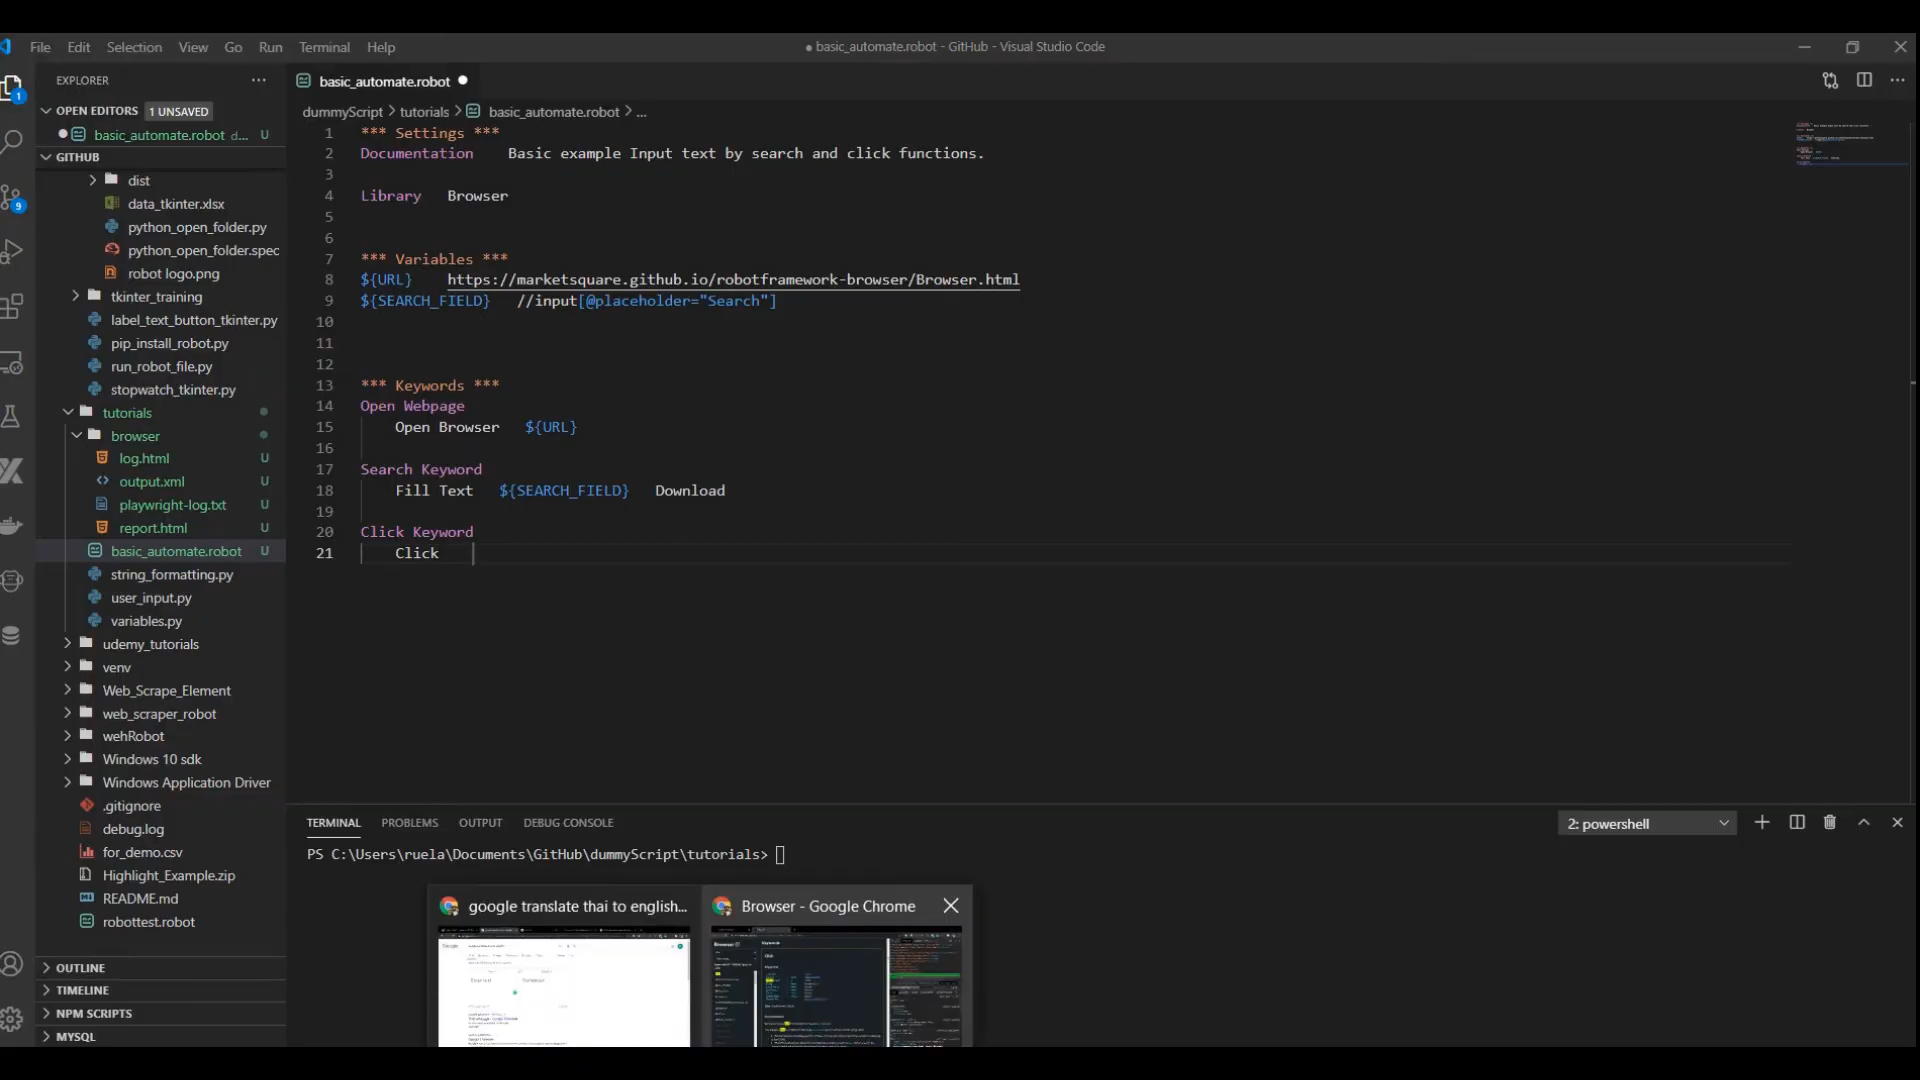 File Edit Selection View Go Run Terminal Help
● basic_automate.robot - GitHub - Visual Studio Code
EXPLORER
basic_automate.robot
1
OPEN EDITORS 1 UNSAVED
basic_automate.robot d... U
GITHUB
dist
data_tkinter.xlsx
python_open_folder.py
python_open_folder.spec
robot logo.png
tkinter_training
label_text_button_tkinter.py
pip_install_robot.py
run_robot_file.py
stopwatch_tkinter.py
tutorials
browser
log.html U
output.xml U
playwright-log.txt U
report.html U
basic_automate.robot U
string_formatting.py
user_input.py
variables.py
udemy_tutorials
venv
Web_Scrape_Element
web_scraper_robot
wehRobot
Windows 10 sdk
Windows Application Driver
.gitignore
debug.log
for_demo.csv
Highlight_Example.zip
README.md
robottest.robot
OUTLINE
TIMELINE
NPM SCRIPTS
MYSQL
9
dummyScript > tutorials > basic_automate.robot > ...
1 *** Settings ***
2 Documentation Basic example Input text by search and click functions.
3
4 Library Browser
5
6
7 *** Variables ***
8 ${URL} https://marketsquare.github.io/robotframework-browser/Browser.html
9 ${SEARCH_FIELD} //input[@placeholder="Search"]
10
11
12
13 *** Keywords ***
14 Open Webpage
15 Open Browser ${URL}
16
17 Search Keyword
18 Fill Text ${SEARCH_FIELD} Download
19
20 Click Keyword
21 Click
TERMINAL PROBLEMS OUTPUT DEBUG CONSOLE
2: powershell
PS C:\Users\ruela\Documents\GitHub\dummyScript\tutorials>
google translate thai to english...
Browser - Google Chrome